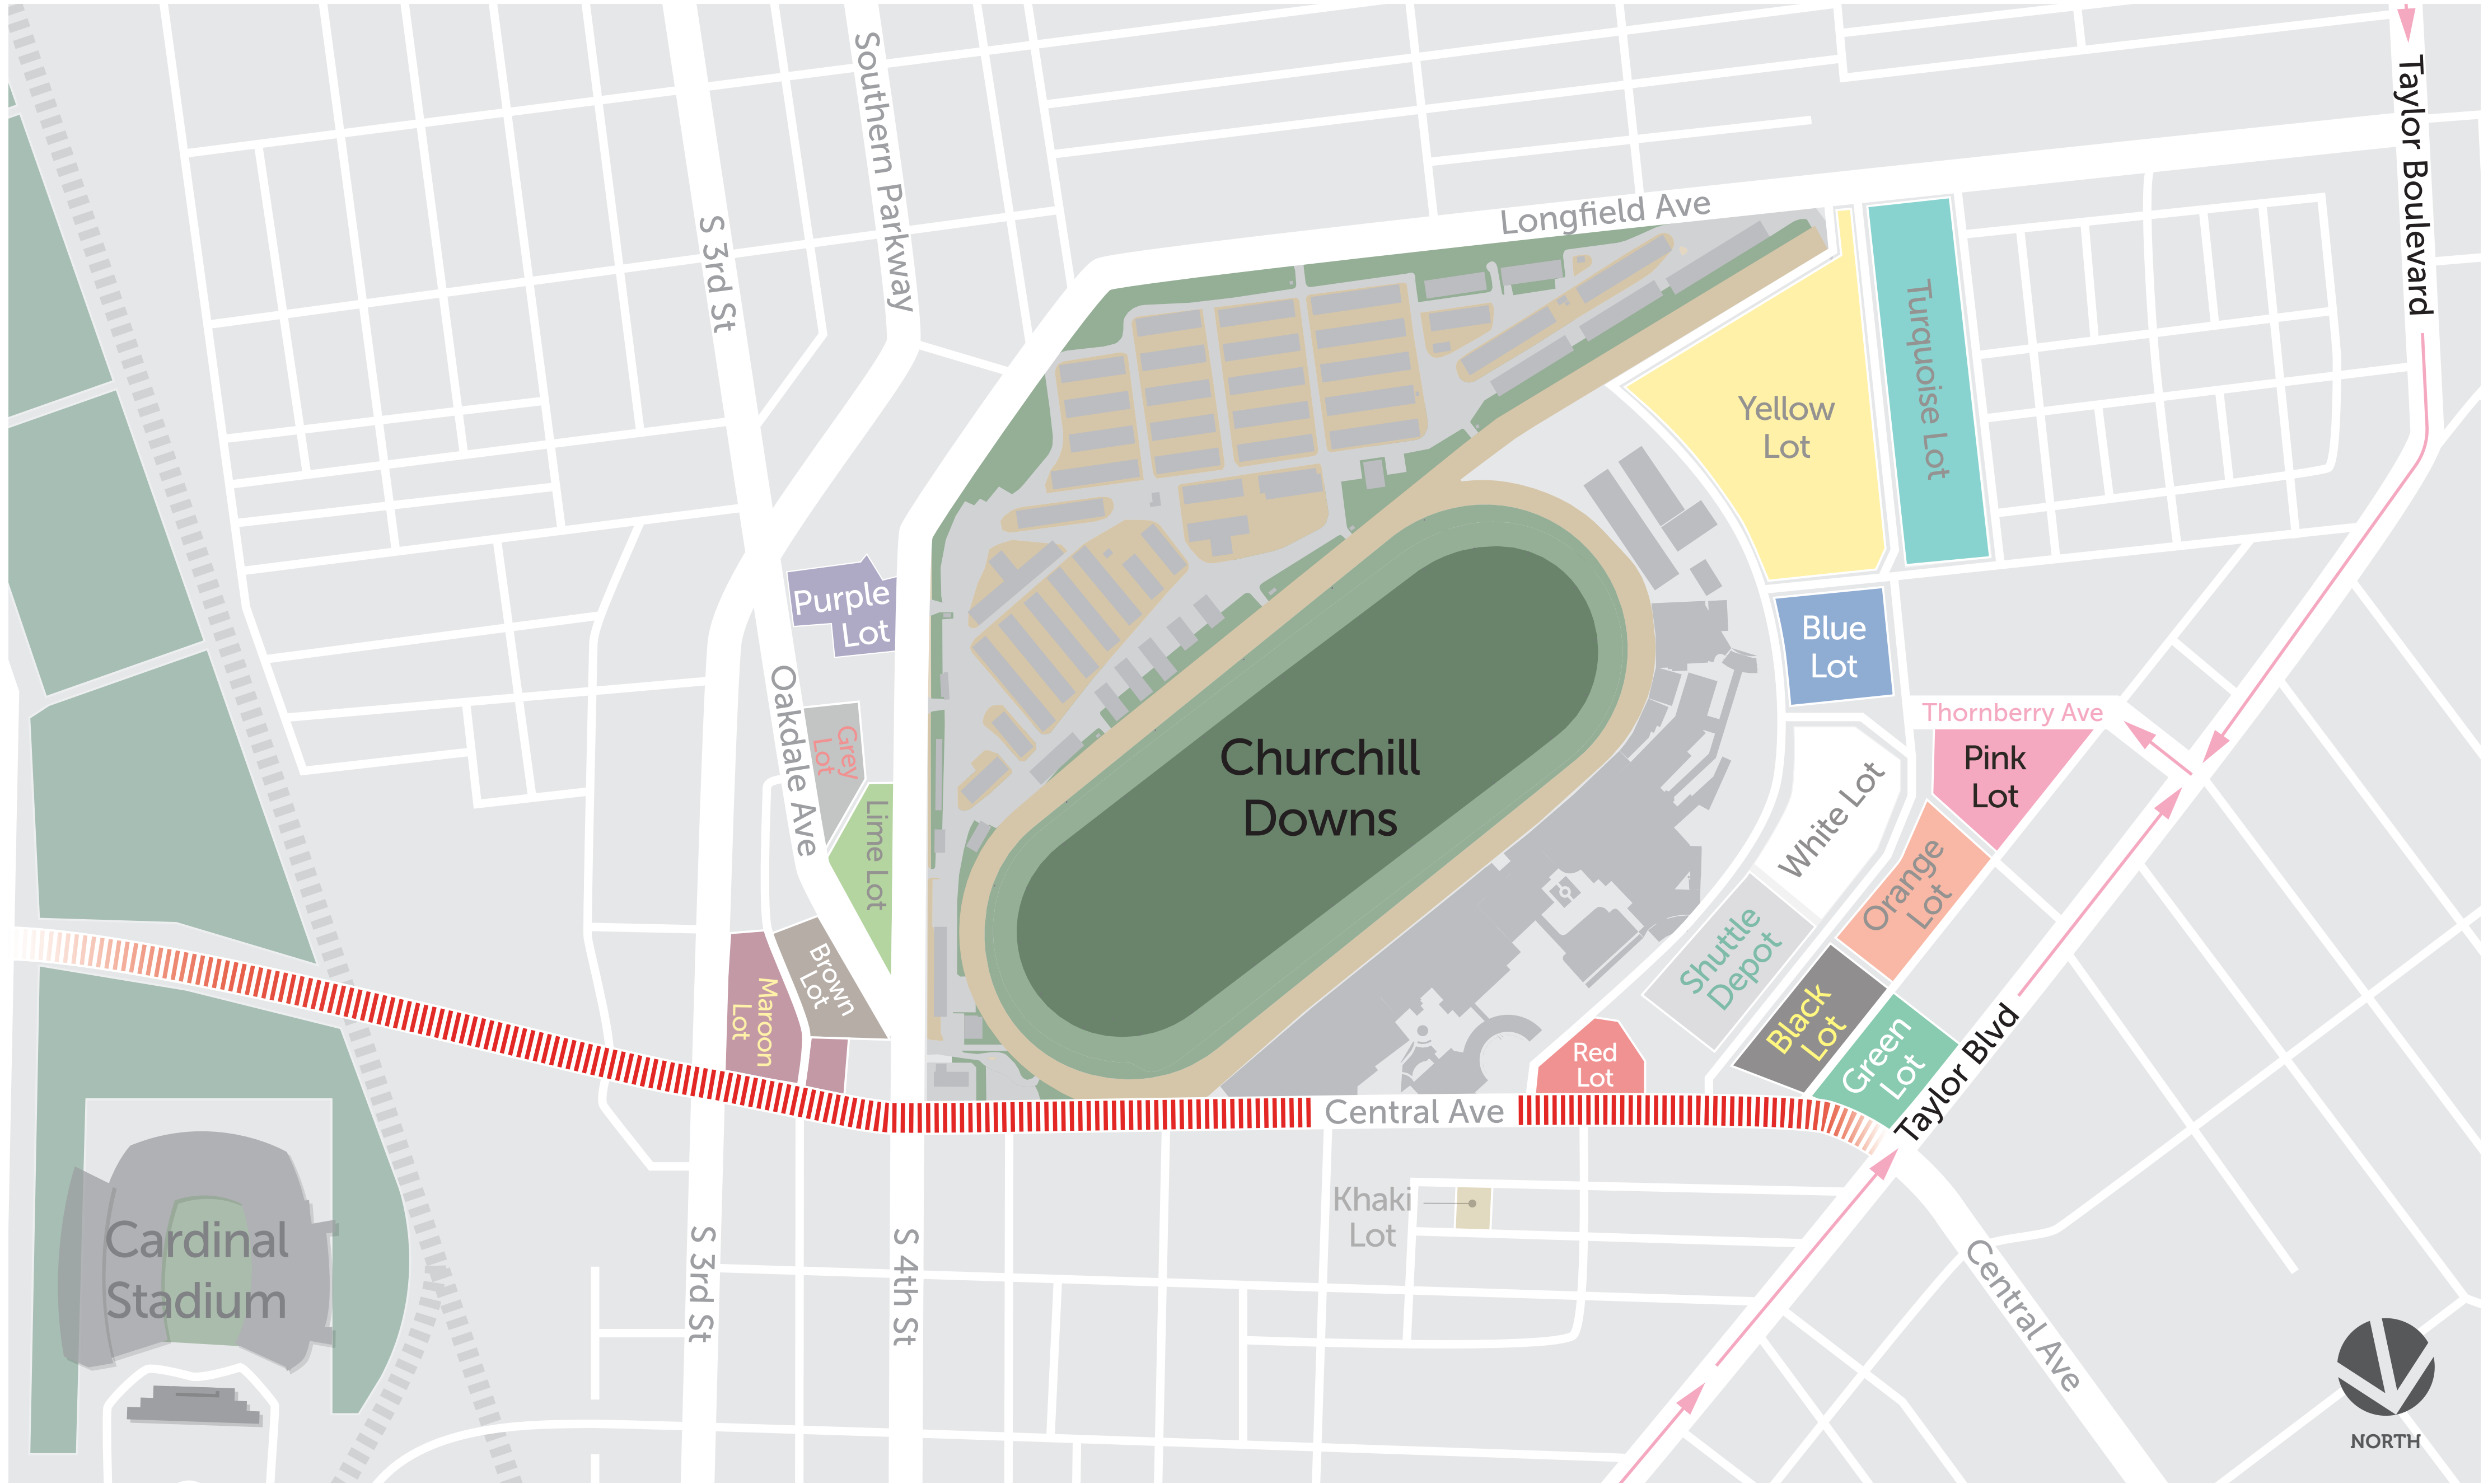 Southern Parkway
Taylor Boulevard
S 3rd St
Longfield Ave
Turquoise Lot
Yellow
Lot
Purple
Lot
Blue
Lot
Oakdale Ave
Grey
Lot
Lime Lot
Thornberry Ave
Pink
Lot
Churchill
Downs
White Lot
Orange
Lot
Shuttle
Depot
Brown
Lot
Maroon
Lot
Black
Lot
Green
Lot
Taylor Blvd
Red
Lot
Central Ave
Khaki
Lot
Cardinal
Stadium
S 3rd St
S 4th St
Central Ave
NORTH